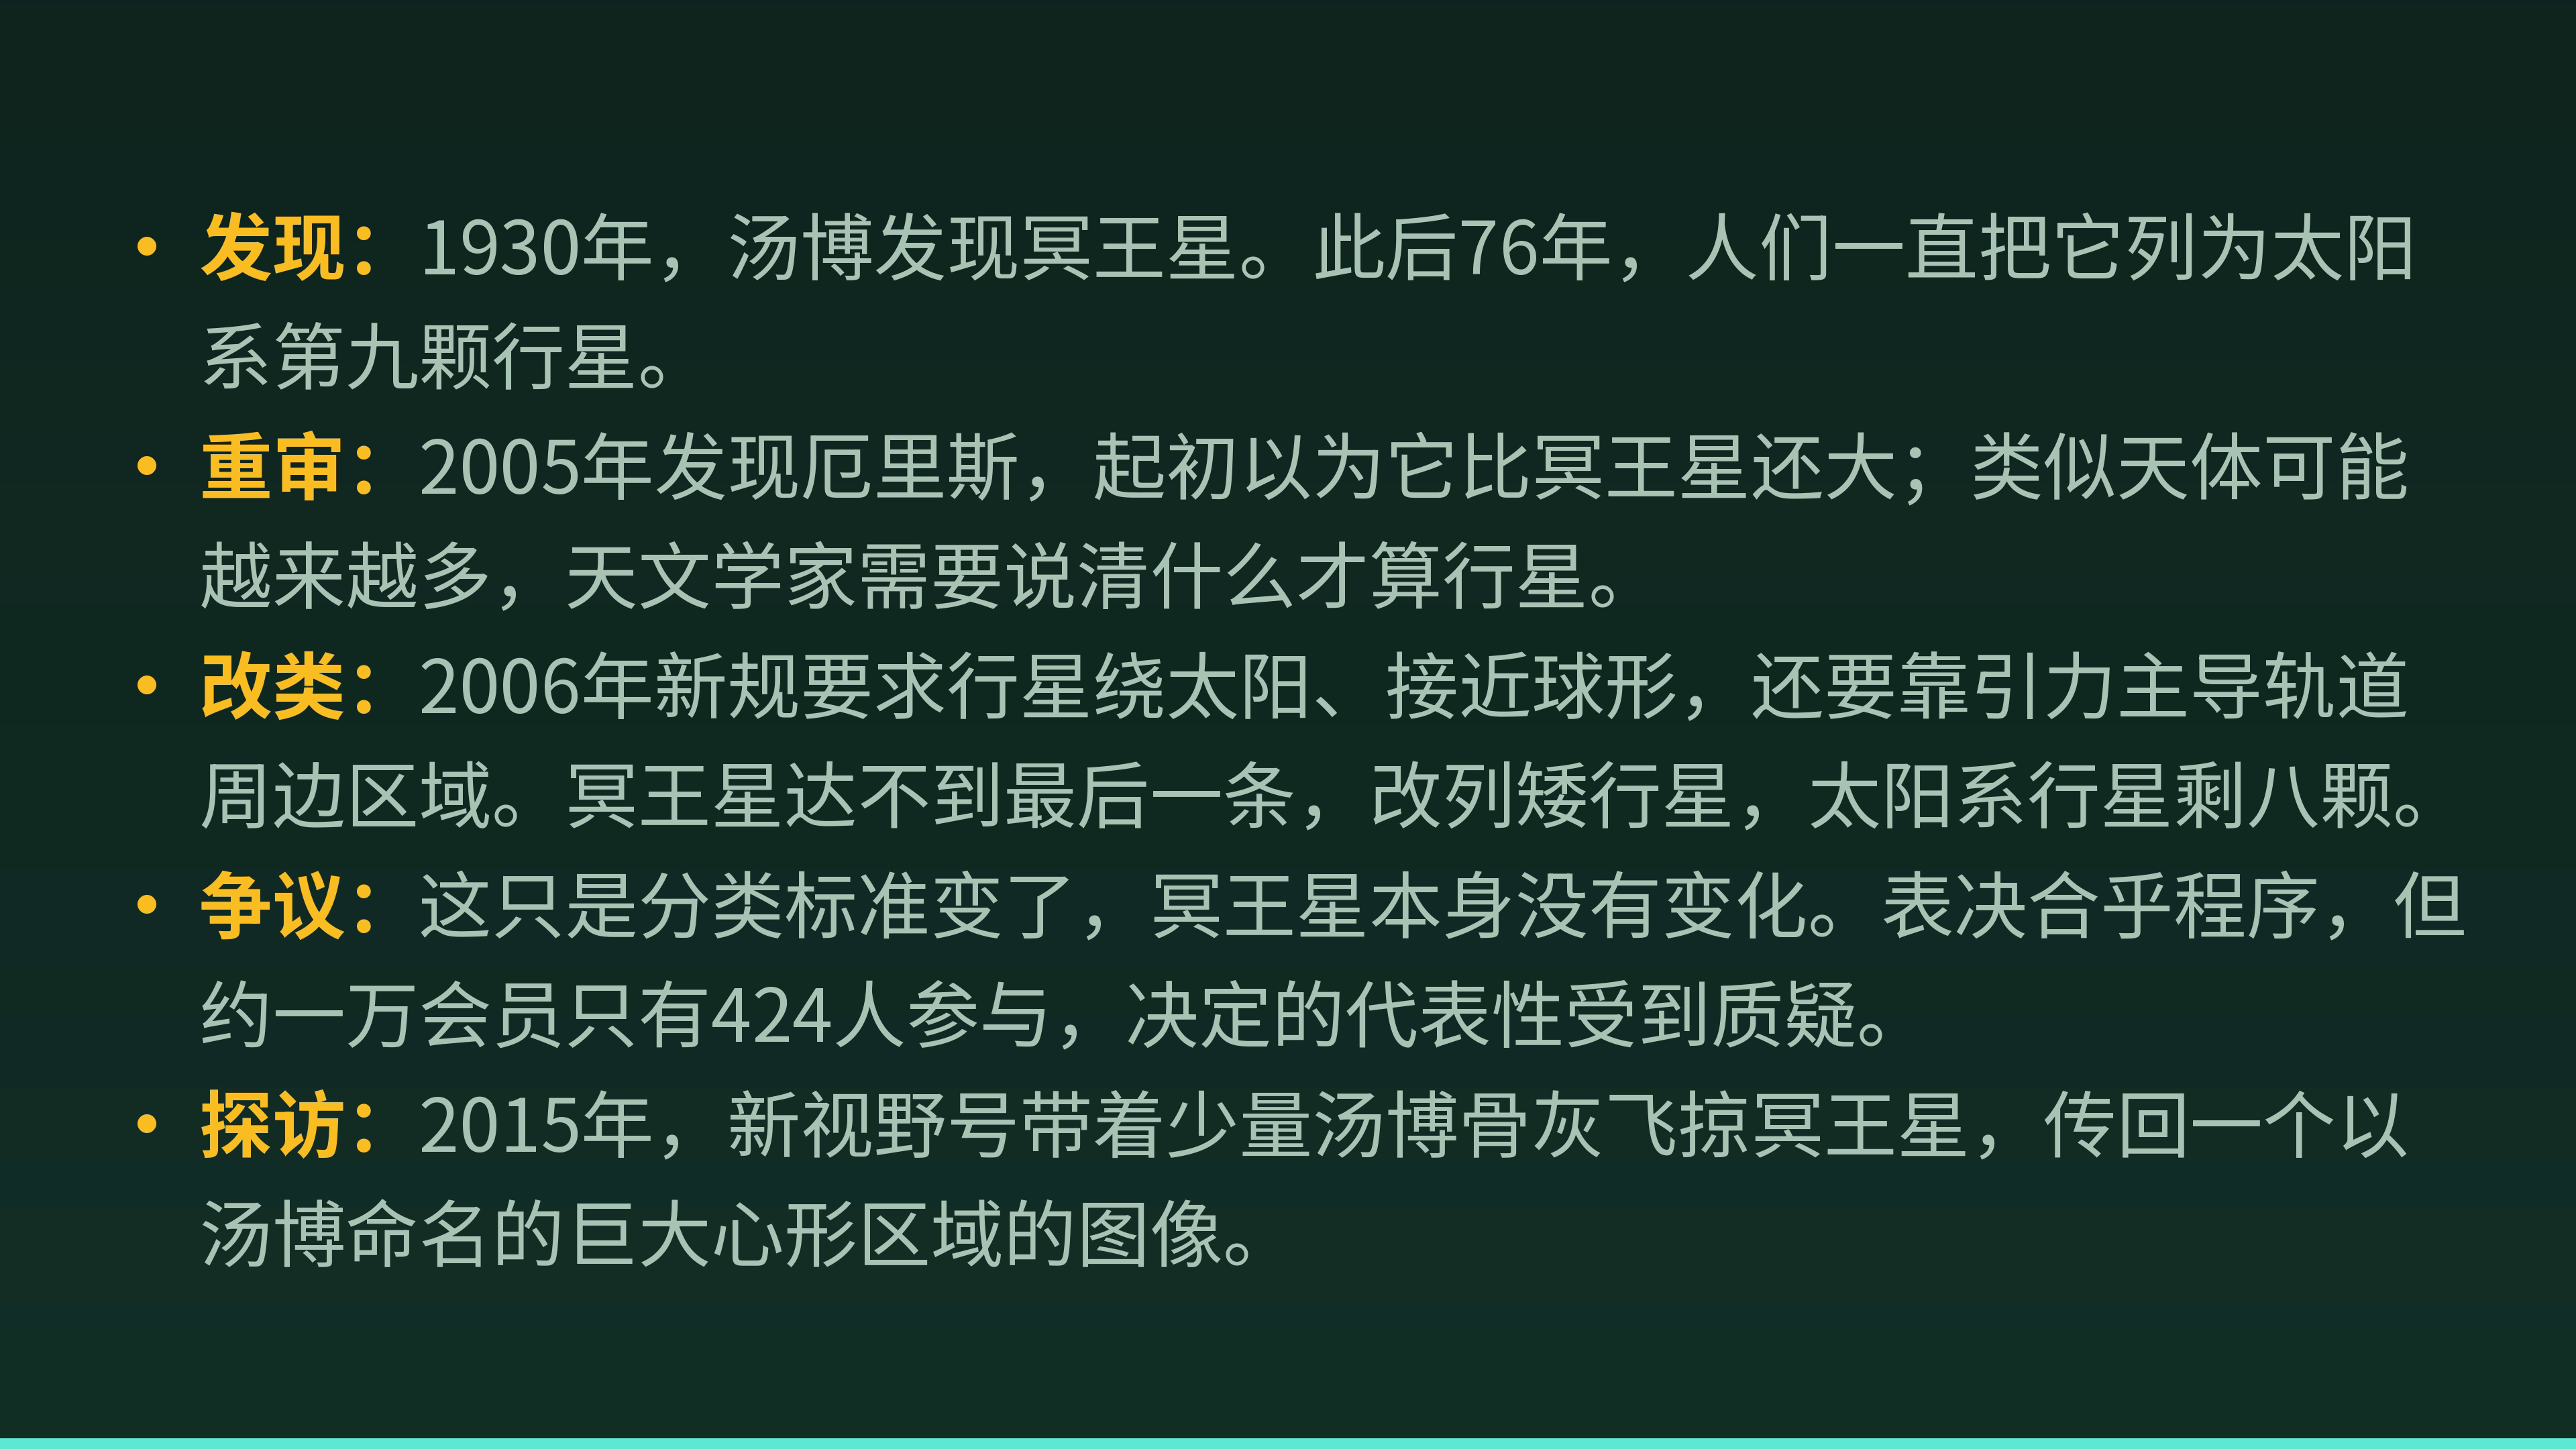 • 发现：1930年，汤博发现冥王星。此后76年，人们一直把它列为太阳
系第九颗行星。
• 重审：2005年发现厄里斯，起初以为它比冥王星还大；类似天体可能
越来越多，天文学家需要说清什么才算行星。
• 改类：2006年新规要求行星绕太阳、接近球形，还要靠引力主导轨道
周边区域。冥王星达不到最后一条，改列矮行星，太阳系行星剩八颗。
• 争议：这只是分类标准变了，冥王星本身没有变化。表决合乎程序，但
约一万会员只有424人参与，决定的代表性受到质疑。
• 探访：2015年，新视野号带着少量汤博骨灰飞掠冥王星，传回一个以
汤博命名的巨大心形区域的图像。